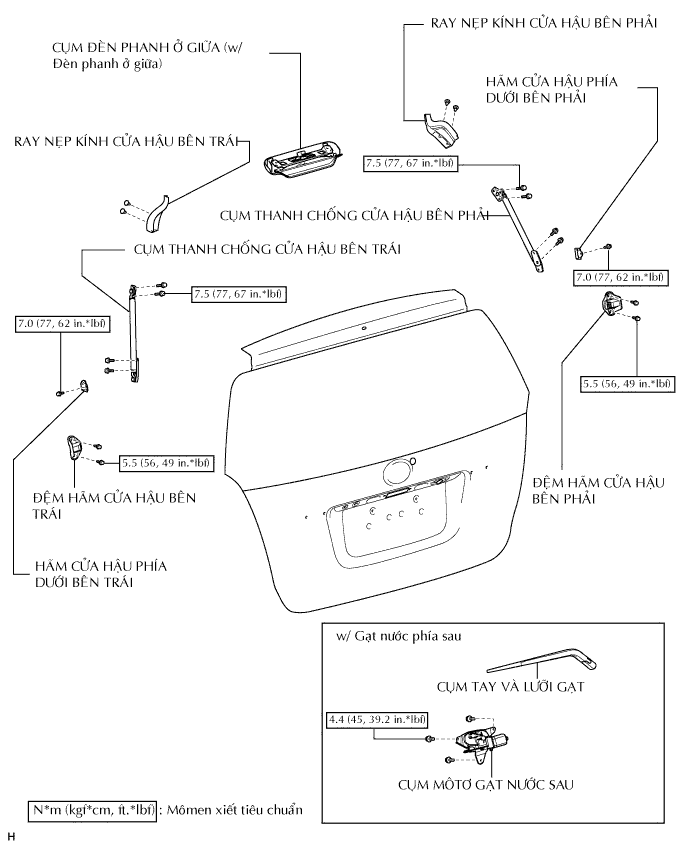 RAY NẸP KÍNH CỬA HẬU BÊN PHẢI
CỤM ĐÈN PHANH Ở GIỮA (w/
Đèn phanh ở giữa)
HÃM CỬA HẬU PHÍA
DƯỚI BÊN PHẢI
RAY NẸP KÍNH CỬA HẬU BÊN TRÁI
7.5 (77, 67 in.*lbf)
CỤM THANH CHỐNG CỬA HẬU BÊN PHẢI
CỤM THANH CHỐNG CỬA HẬU BÊN TRÁI
7.0 (77, 62 in.*lbf)
7.5 (77, 67 in.*lbf)
7.0 (77, 62 in.*lbf)
5.5 (56, 49 in.*lbf)
5.5 (56, 49 in.*lbf)
ĐỆM HÃM CỬA HẬU
BÊN PHẢI
ĐỆM HÃM CỬA HẬU BÊN
TRÁI
HÃM CỬA HẬU PHÍA
DƯỚI BÊN TRÁI
w/ Gạt nước phía sau
CỤM TAY VÀ LƯỠI GẠT
4.4 (45, 39.2 in.*lbf)
CỤM MÔTƠ GẠT NƯỚC SAU
N*m (kgf*cm, ft.*lbf) : Mômen xiết tiêu chuẩn
H